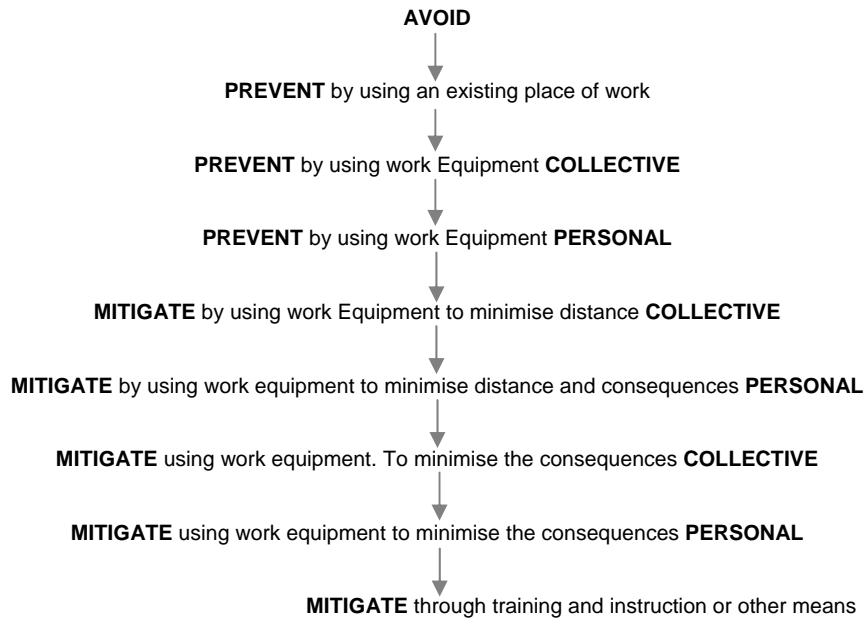 AVOID
PREVENT by using an existing place of work
PREVENT by using work Equipment COLLECTIVE
PREVENT by using work Equipment PERSONAL
MITIGATE by using work Equipment to minimise distance COLLECTIVE
MITIGATE by using work equipment to minimise distance and consequences PERSONAL
MITIGATE using work equipment. To minimise the consequences COLLECTIVE
MITIGATE using work equipment to minimise the consequences PERSONAL
MITIGATE through training and instruction or other means